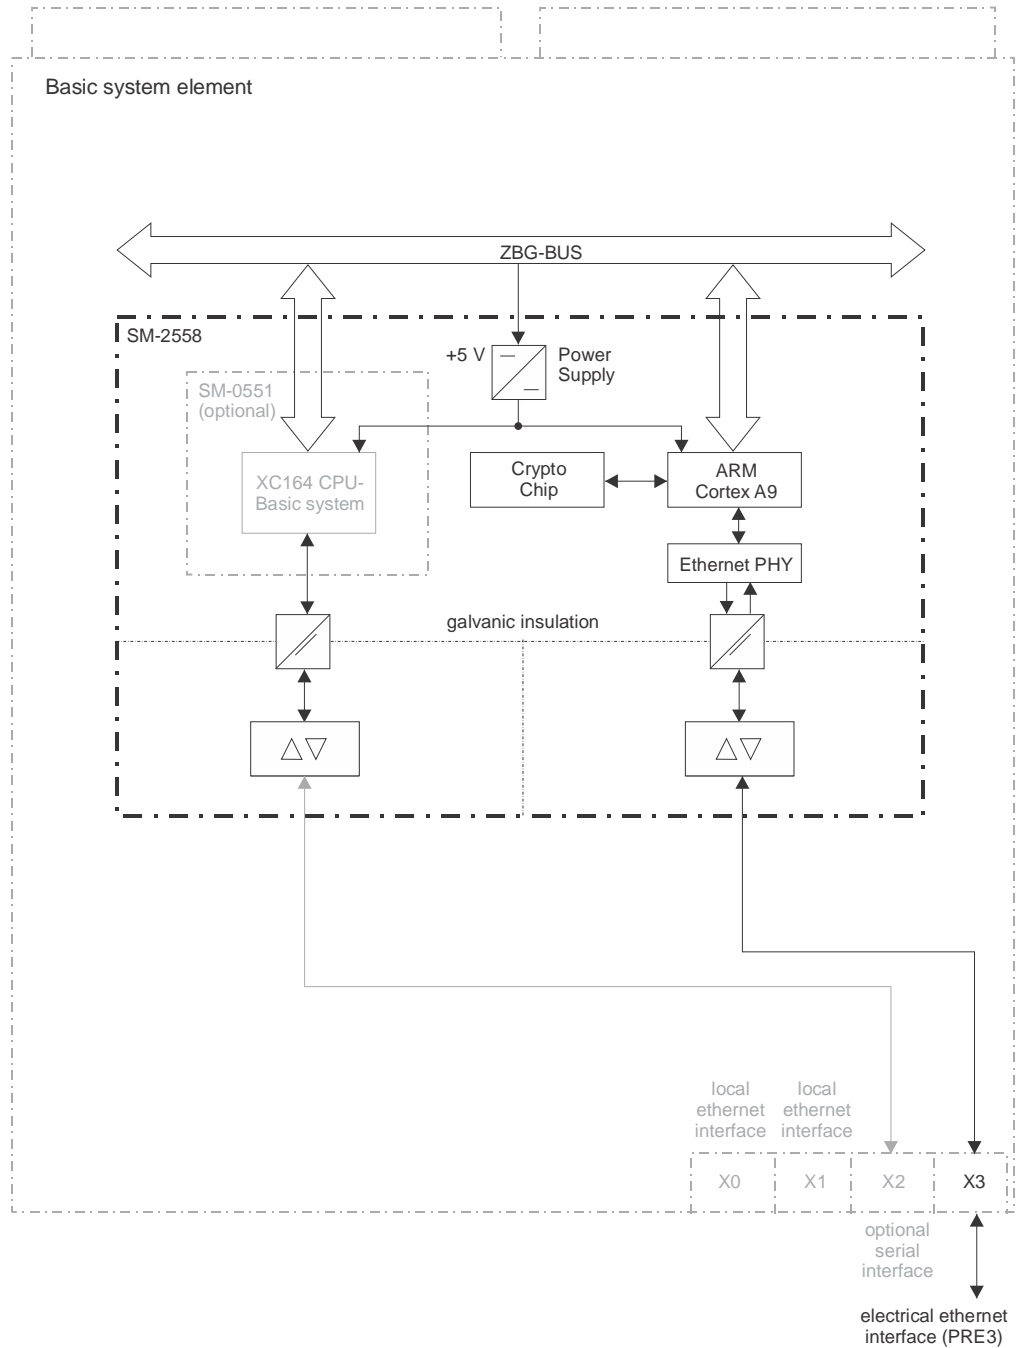 Basic system element
ZBG-BUS
SM-2558
+5 V
Power
Supply
SM-0551
(optional)
XC164 CPU-
Basic system
Crypto
Chip
ARM
Cortex A9
Ethernet PHY
galvanic insulation
local
ethernet
interface
local
ethernet
interface
X0
X1
X2
X3
optional
serial
interface
electrical ethernet
interface (PRE3)